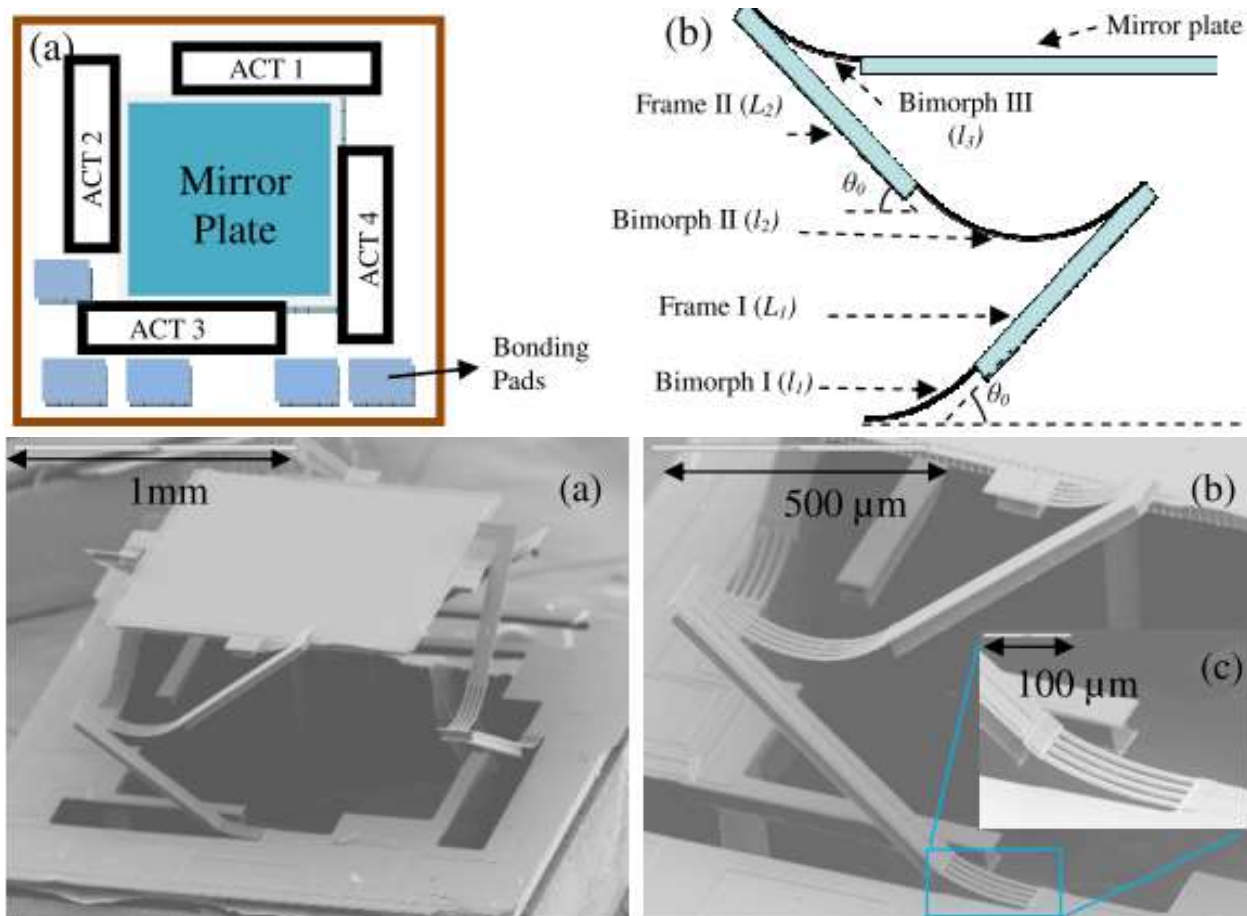 (a)
ACT 1
ACT 2
Mirror
Plate
ACT 4
ACT 3
Bonding
Pads
(b)
Mirror plate
Frame II (L₂)
Bimorph III
(l₃)
θ₀
Bimorph II (l₂)
Frame I (L₁)
Bimorph I (l₁)
θ₀
1mm
(a)
500 µm
(b)
100 µm
(c)